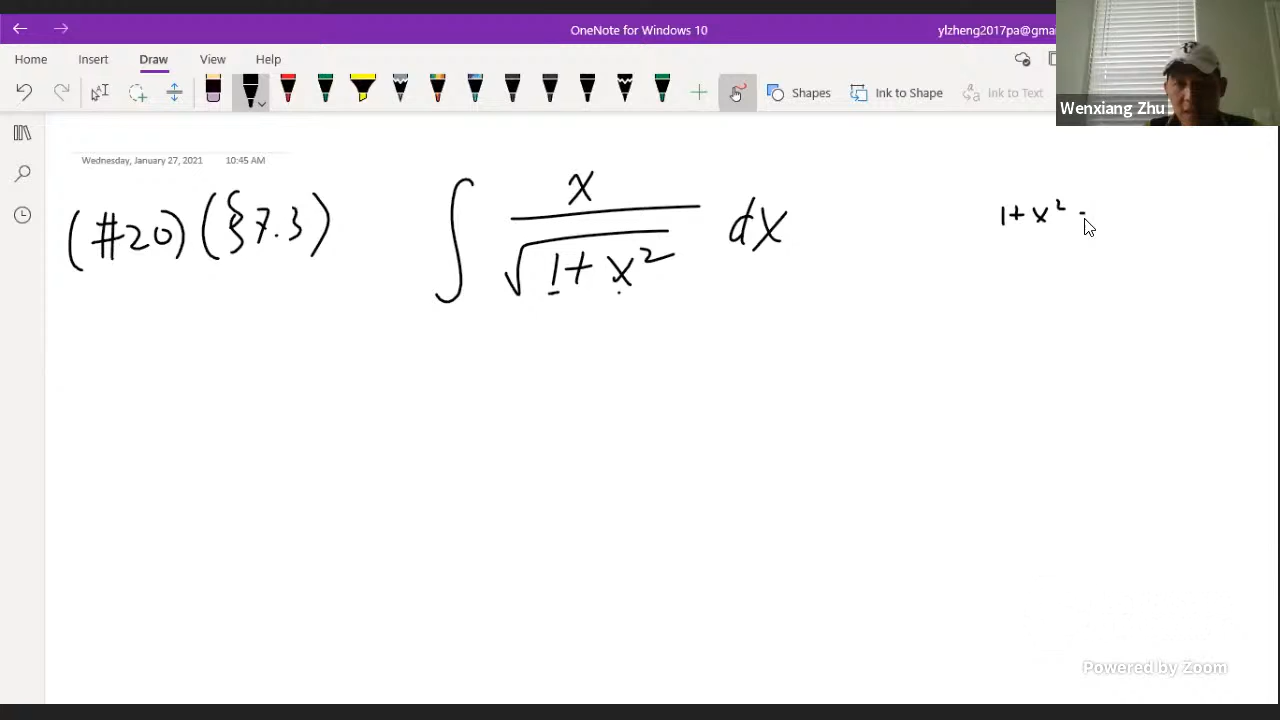 OneNote for Windows 10
ylzheng2017pa@gma
Home Insert Draw View Help
Shapes Ink to Shape Ink to Text
Wenxiang Zhu
Wednesday, January 27, 2021 10:45 AM
(#20) (§7.3) ∫ x / √(1 + x²) dx
1 + x² -
Powered by Zoom